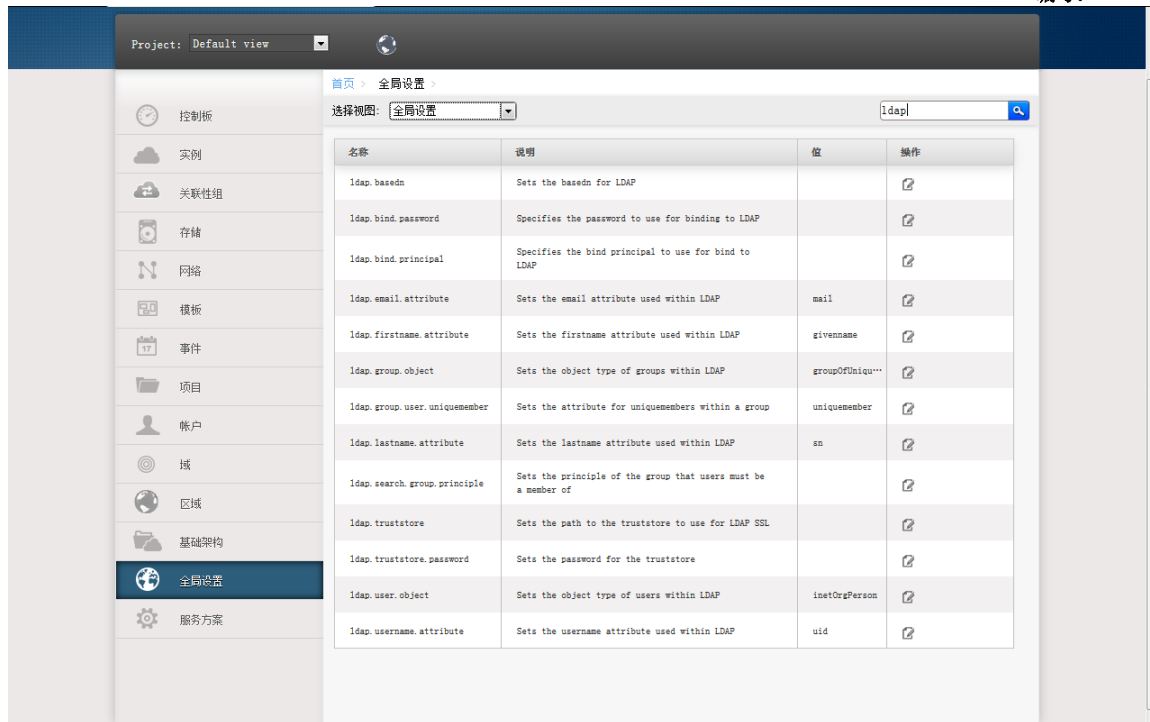 Project: Default view
首页 > 全局设置 >
选择视图: 全局设置
ldap
控制板
实例
关联性组
存储
网络
模板
17
事件
项目
帐户
域
区域
基础架构
全局设置
服务方案
名称 说明 值 操作
ldap.basedn Sets the basedn for LDAP
ldap.bind.password Specifies the password to use for binding to LDAP
ldap.bind.principal Specifies the bind principal to use for bind to
LDAP
ldap.email.attribute Sets the email attribute used within LDAP mail
ldap.firstname.attribute Sets the firstname attribute used within LDAP givenname
ldap.group.object Sets the object type of groups within LDAP groupOfUniqu…
ldap.group.user.uniquemember Sets the attribute for uniquemembers within a group uniquemember
ldap.lastname.attribute Sets the lastname attribute used within LDAP sn
ldap.search.group.principle Sets the principle of the group that users must be
a member of
ldap.truststore Sets the path to the truststore to use for LDAP SSL
ldap.truststore.password Sets the password for the truststore
ldap.user.object Sets the object type of users within LDAP inetOrgPerson
ldap.username.attribute Sets the username attribute used within LDAP uid